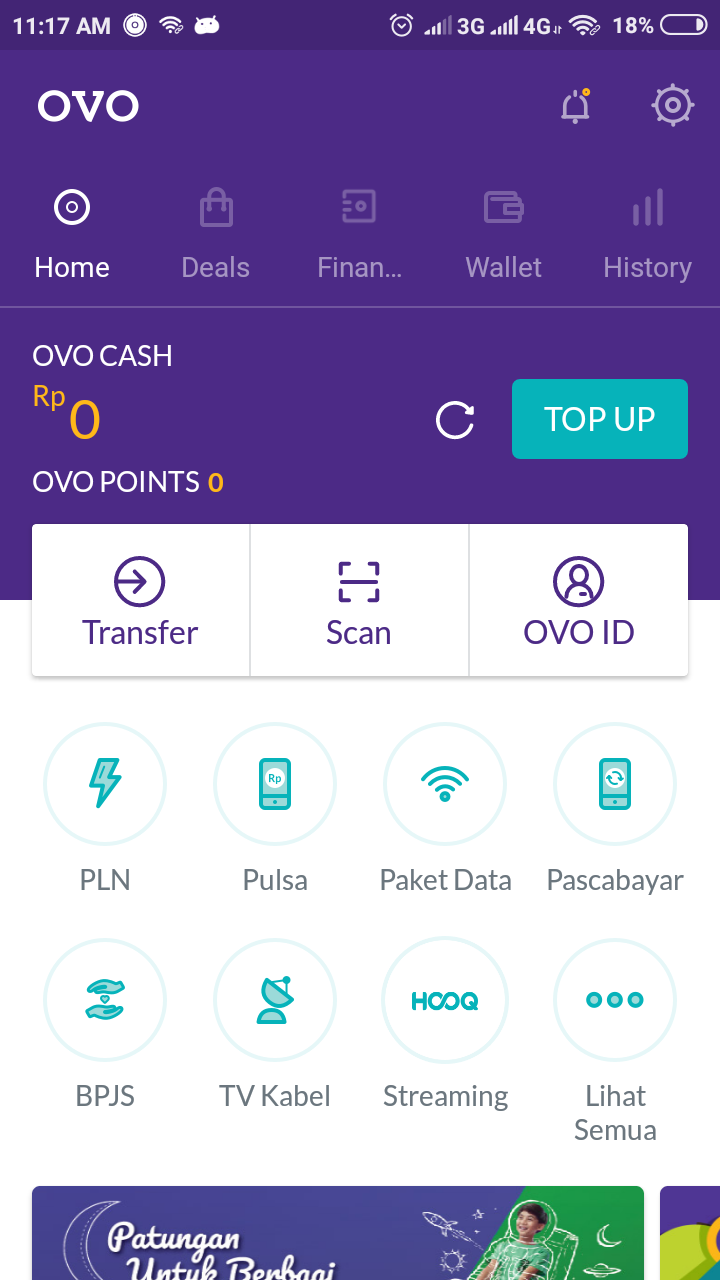 11:17 AM 3G 4G 18%
OVO
Home Deals Finan... Wallet History
OVO CASH
Rp 0
TOP UP
OVO POINTS 0
Transfer Scan OVO ID
Rp
PLN Pulsa Paket Data Pascabayar
HOOQ
BPJS TV Kabel Streaming Lihat
Semua
Patungan
Untuk Berbagi